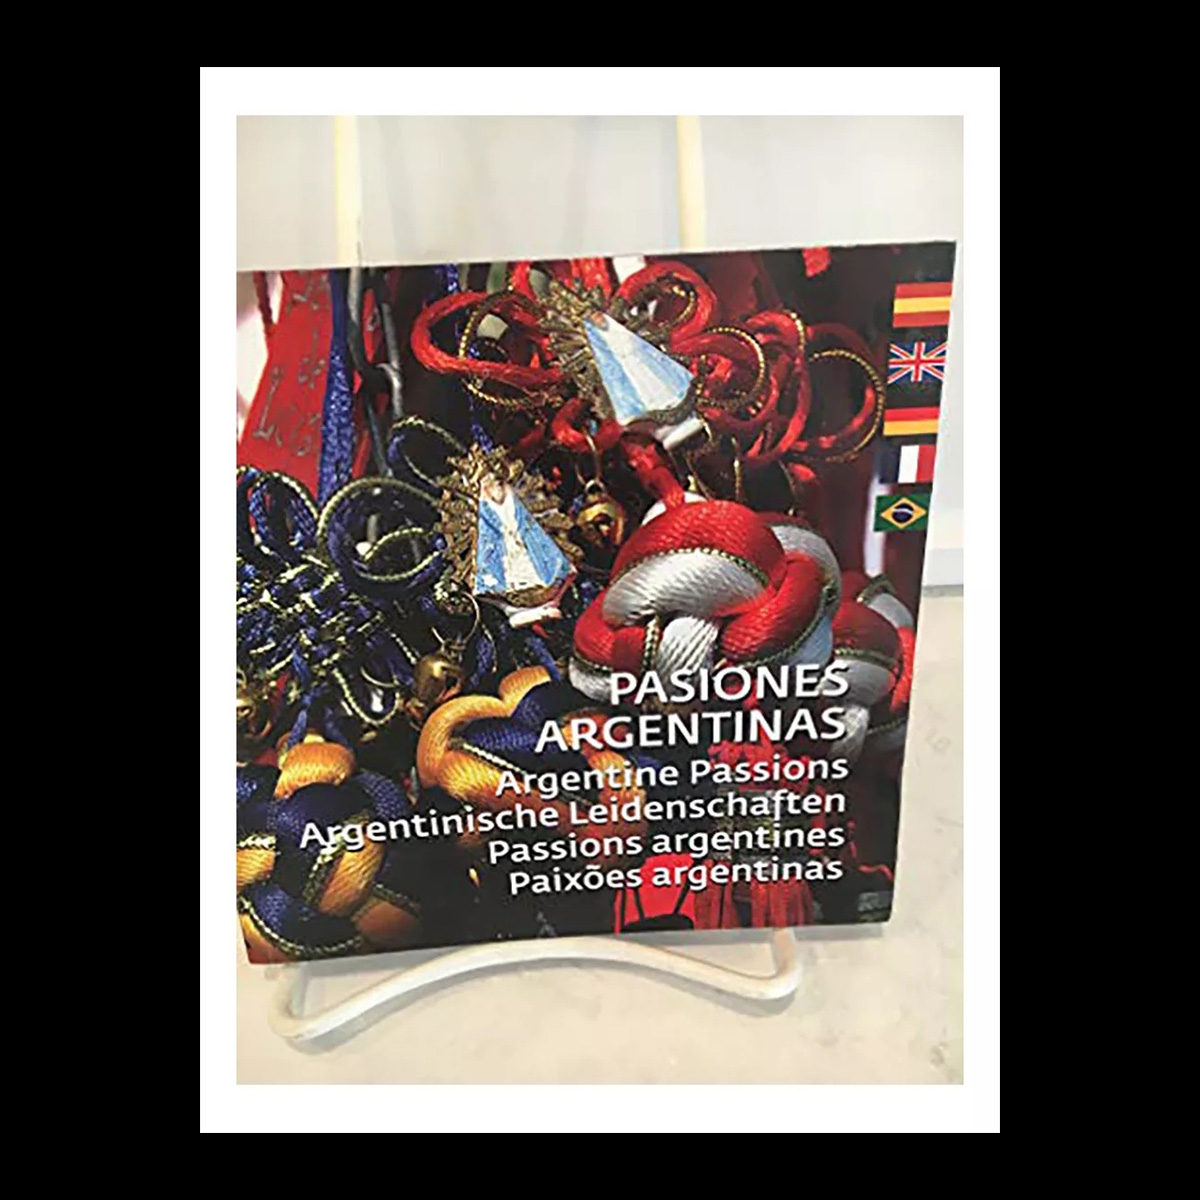 PASIONES
ARGENTINAS
Argentine Passions
Argentinische Leidenschaften
Passions argentines
Paixões argentinas